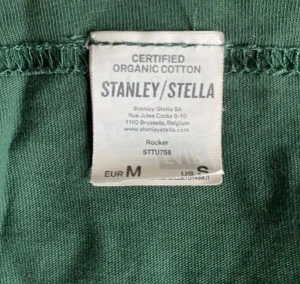 CERTIFIED
ORGANIC COTTON
STANLEY/STELLA
Stanley/Stella SA
Rue Jules Cockx 8-10
1160 Brussels, Belgium
www.stanleystella.com
Rocker
STTU758
EUR M US S